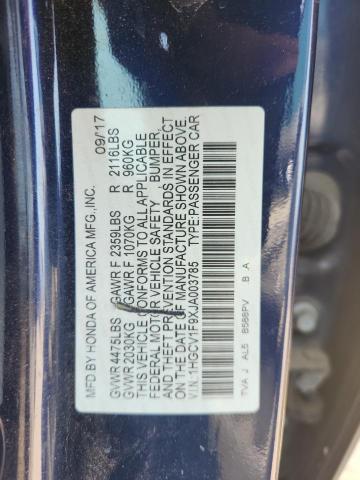 MFD BY HONDA OF AMERICA MFG.,INC. 09/17
GVWR 4475LBS GAWR F 2359LBS R 2116LBS
GVWR 2030KG GAWR F 1070KG R 960KG
THIS VEHICLE CONFORMS TO ALL APPLICABLE
FEDERAL MOTOR VEHICLE SAFETY, BUMPER,
AND THEFT PREVENTION STANDARDS IN EFFECT
ON THE DATE OF MANUFACTURE SHOWN ABOVE.
V.I.N.:1HGCV1F9XJA003785 TYPE:PASSENGER CAR
TVA J AL5 B588PV B A